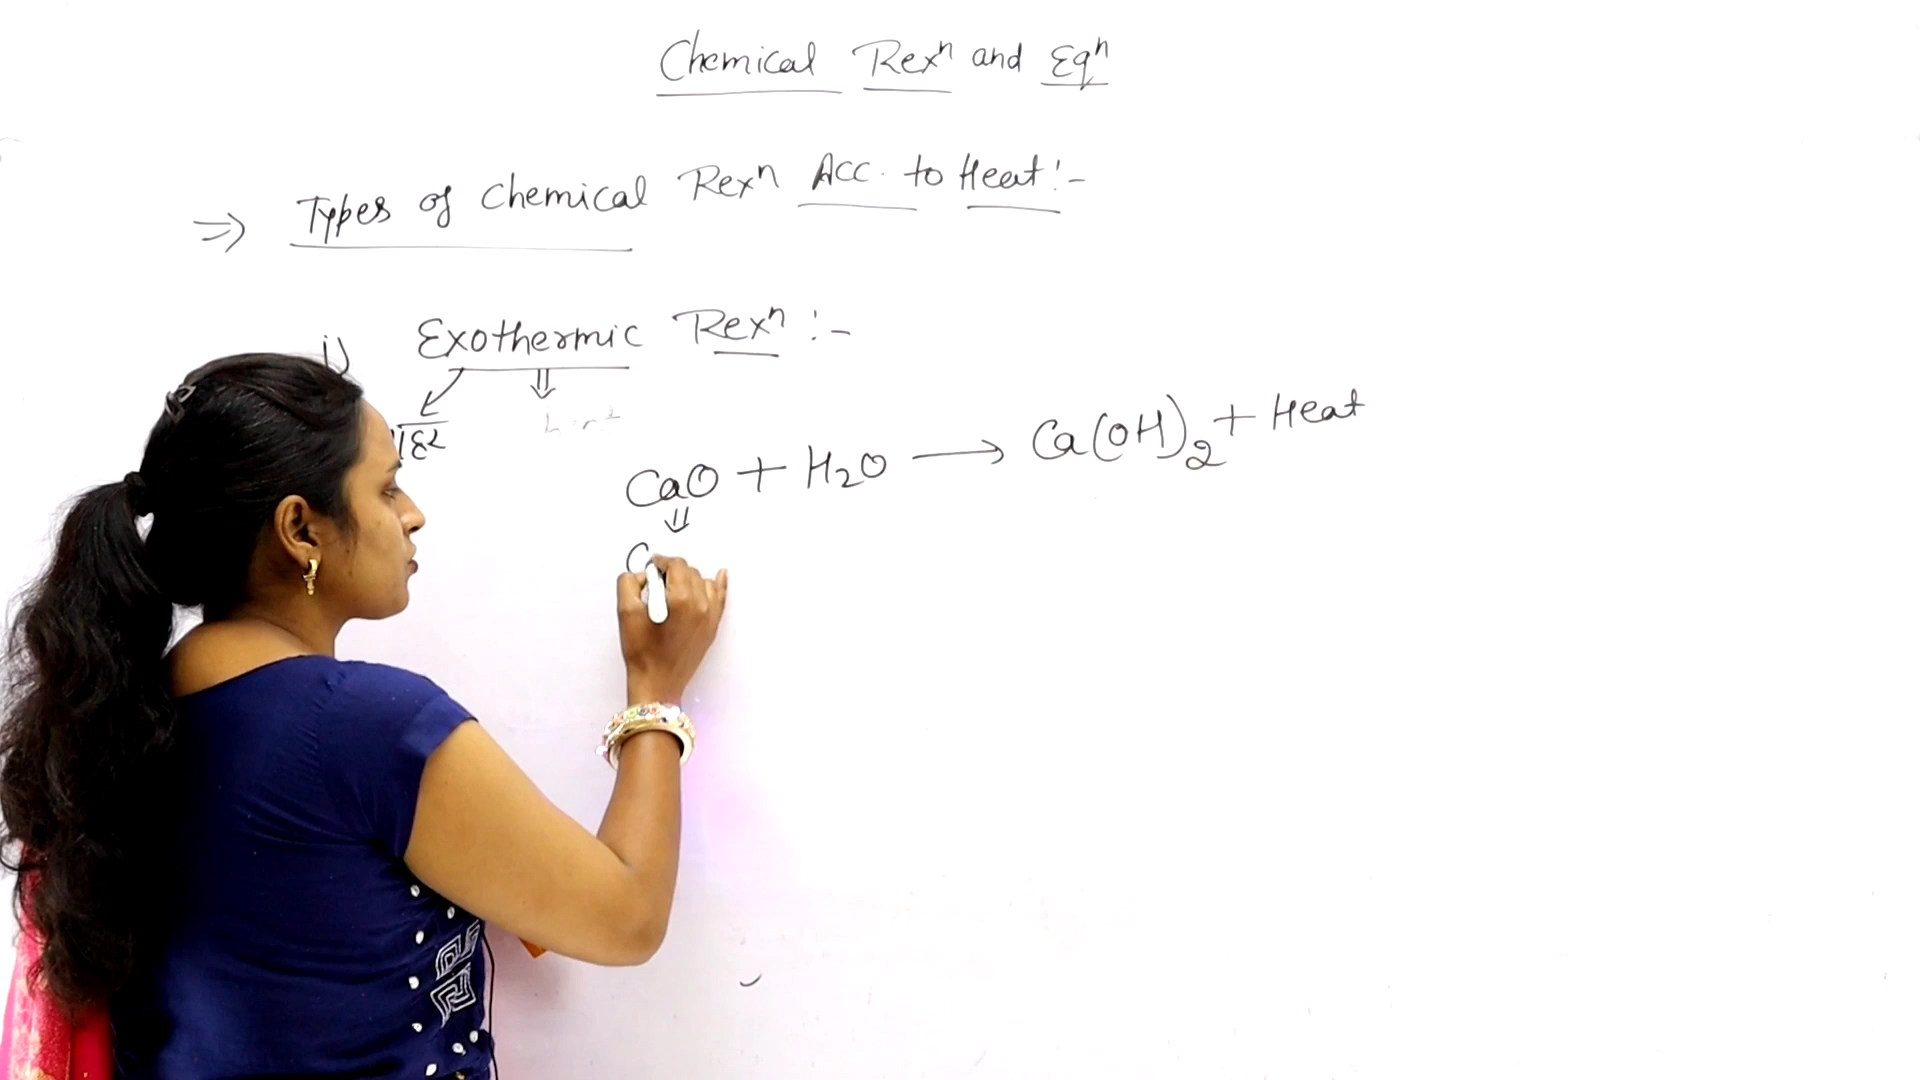 Chemical Rexⁿ and Eqⁿ
⇒ Types of Chemical Rexⁿ Acc. to Heat :-
i) Exothermic Rexⁿ :-
CaO + H₂O → Ca(OH)₂ + Heat